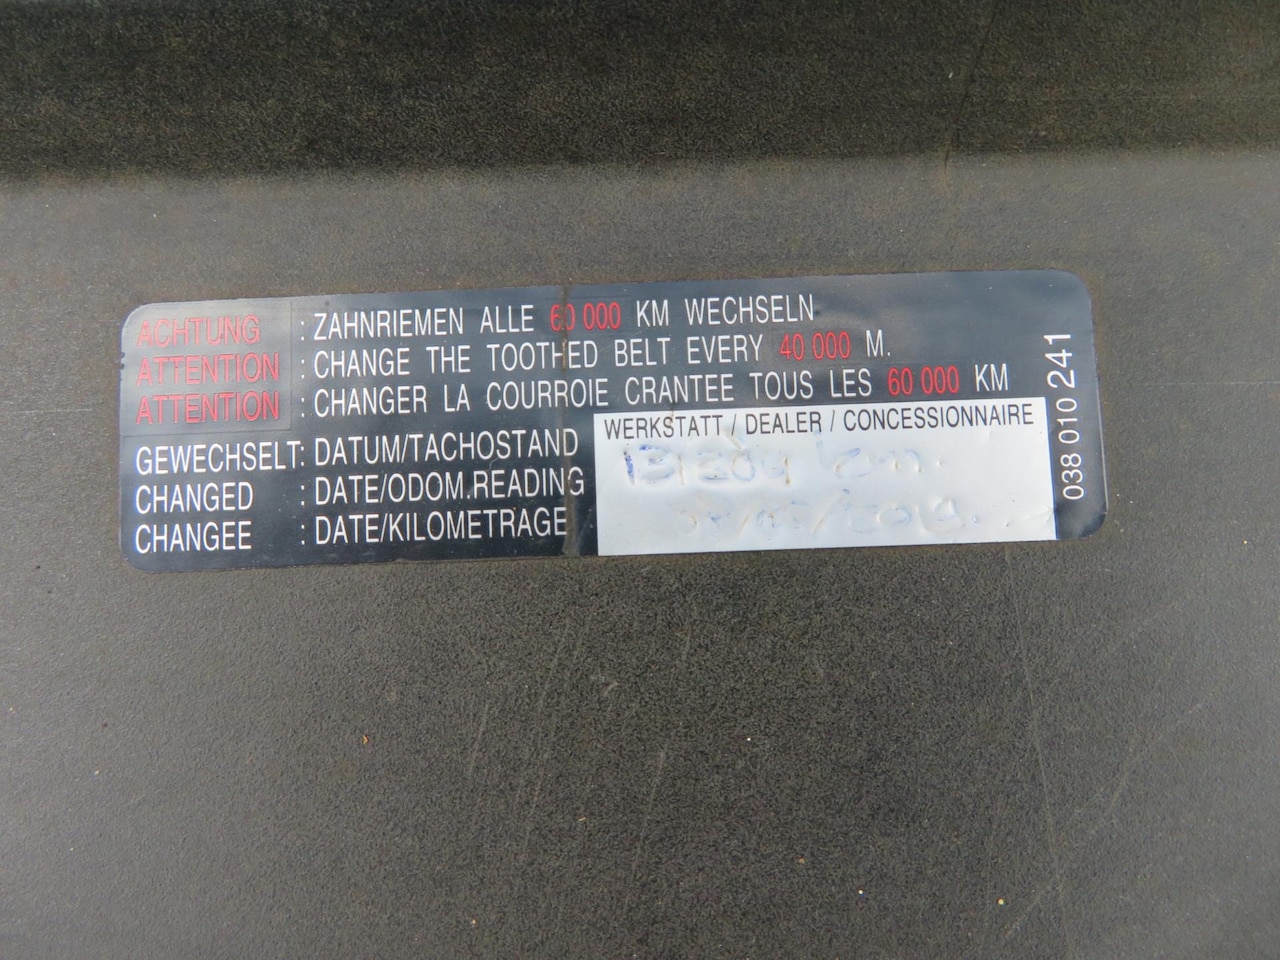 ACHTUNG : ZAHNRIEMEN ALLE 60 000 KM WECHSELN
ATTENTION : CHANGE THE TOOTHED BELT EVERY 40 000 M.
ATTENTION : CHANGER LA COURROIE CRANTEE TOUS LES 60 000 KM
GEWECHSELT: DATUM/TACHOSTAND
CHANGED : DATE/ODOM.READING
CHANGEE : DATE/KILOMETRAGE
WERKSTATT / DEALER / CONCESSIONNAIRE
131204
038 010 241